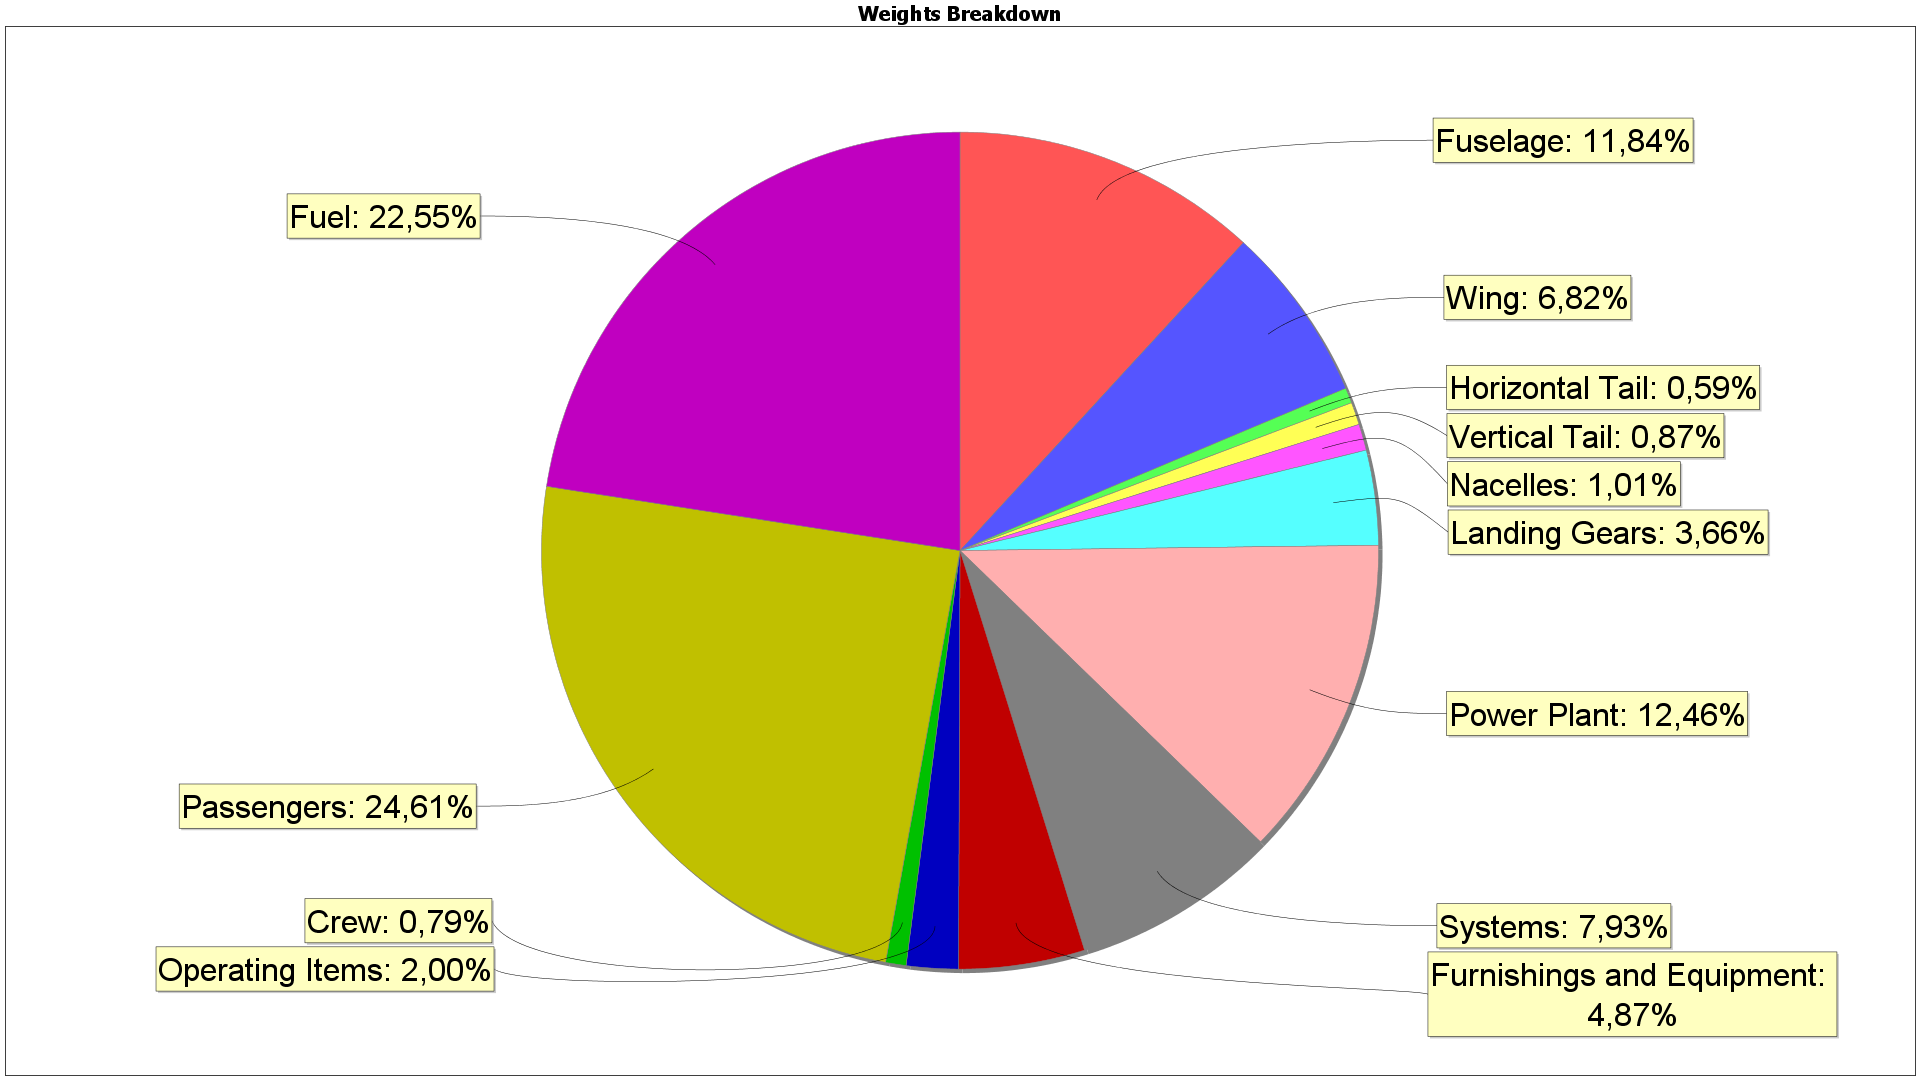 Weights Breakdown
Fuselage: 11,84%
Fuel: 22,55%
Wing: 6,82%
Horizontal Tail: 0,59%
Vertical Tail: 0,87%
Nacelles: 1,01%
Landing Gears: 3,66%
Power Plant: 12,46%
Passengers: 24,61%
Crew: 0,79%
Operating Items: 2,00%
Systems: 7,93%
Furnishings and Equipment:
4,87%